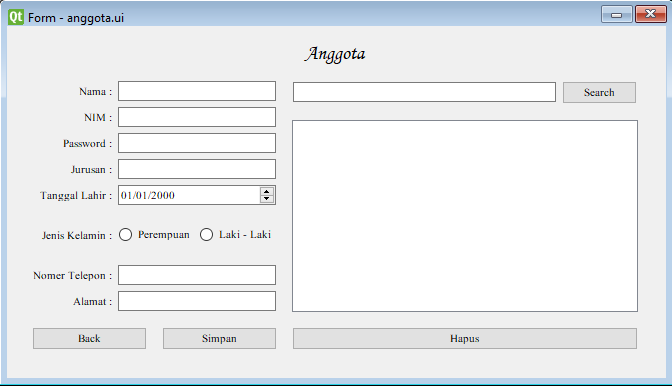 Qt Form - anggota.ui
Anggota
Nama :
Search
NIM :
Password :
Jurusan :
Tanggal Lahir : 01/01/2000
Jenis Kelamin : Perempuan Laki - Laki
Nomer Telepon :
Alamat :
Back Simpan Hapus